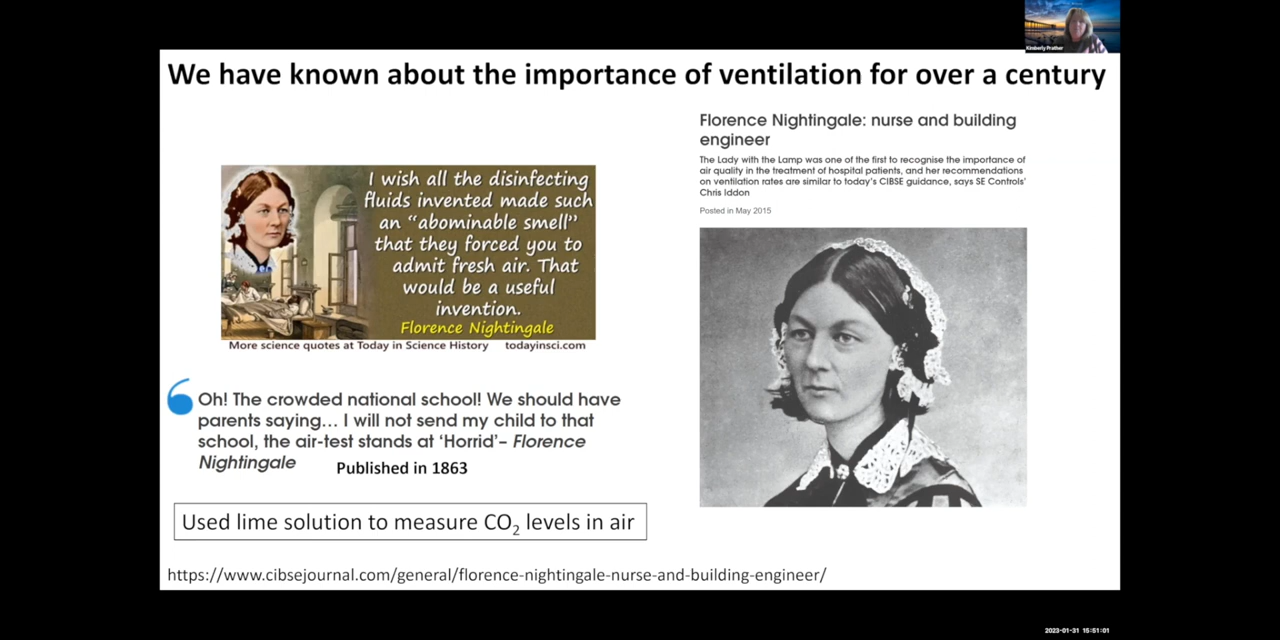 Kimberly Prather
We have known about the importance of ventilation for over a century
I wish all the disinfecting
fluids invented made such
an “abominable smell”
that they forced you to
admit fresh air. That
would be a useful
invention.
Florence Nightingale
More science quotes at Today in Science History todayinsci.com
Oh! The crowded national school! We should have
parents saying... I will not send my child to that
school, the air-test stands at ‘Horrid’– Florence
Nightingale Published in 1863
Used lime solution to measure CO₂ levels in air
Florence Nightingale: nurse and building
engineer
The Lady with the Lamp was one of the first to recognise the importance of
air quality in the treatment of hospital patients, and her recommendations
on ventilation rates are similar to today's CIBSE guidance, says SE Controls'
Chris Iddon
Posted in May 2015
https://www.cibsejournal.com/general/florence-nightingale-nurse-and-building-engineer/
2023-01-31 15:51:01